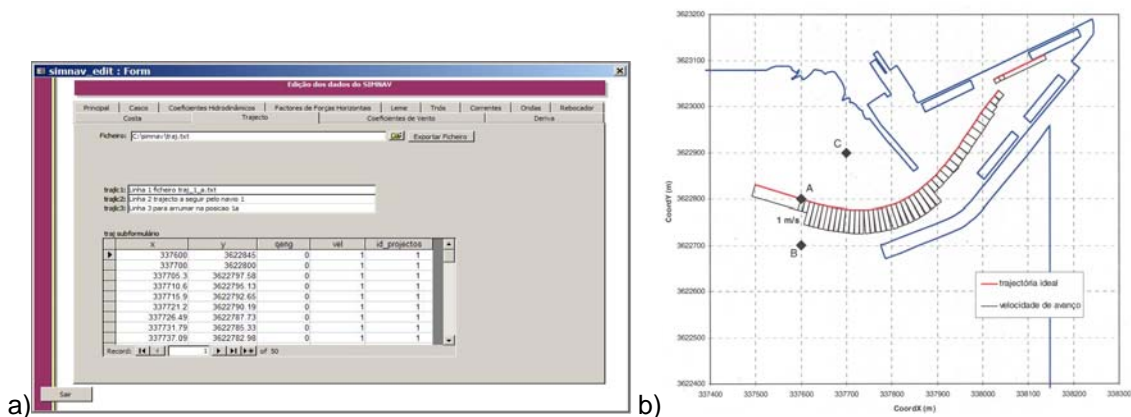 simnav_edit : Form
Edição dos dados do SIMNAV
Principal Casos Coeficientes Hidrodinâmicos Factores de Forças Horizontais Leme Trnós Correntes Ondas Rebocador
Costa Trajecto Coeficientes de Vento Deriva
Ficheiro: C:\simnav\traj.txt Exportar Ficheiro
trajlc1: Linha 1 ficheiro traj_1_a.txt
trajlc2: Linha 2 trajecto a seguir pelo navio 1
trajlc3: Linha 3 para arrumar na posicao 1a
traj subformulário
x y qeng vel id_projectos
337600 3622845 0 1 1
337700 3622800 0 1 1
337705.3 3622797.58 0 1 1
337710.6 3622795.13 0 1 1
337715.9 3622792.65 0 1 1
337721.2 3622790.19 0 1 1
337726.49 3622787.73 0 1 1
337731.79 3622785.33 0 1 1
337737.09 3622782.98 0 1 1
Record: 1 of 50
Sair
a)
b)
3623200
3623100
3623000
3622900
3622800
3622700
3622600
3622500
3622400
CoordY (m)
C
A
1 m/s
B
trajectória ideal
velocidade de avanço
337400 337500 337600 337700 337800 337900 338000 338100 338200 338300
CoordX (m)